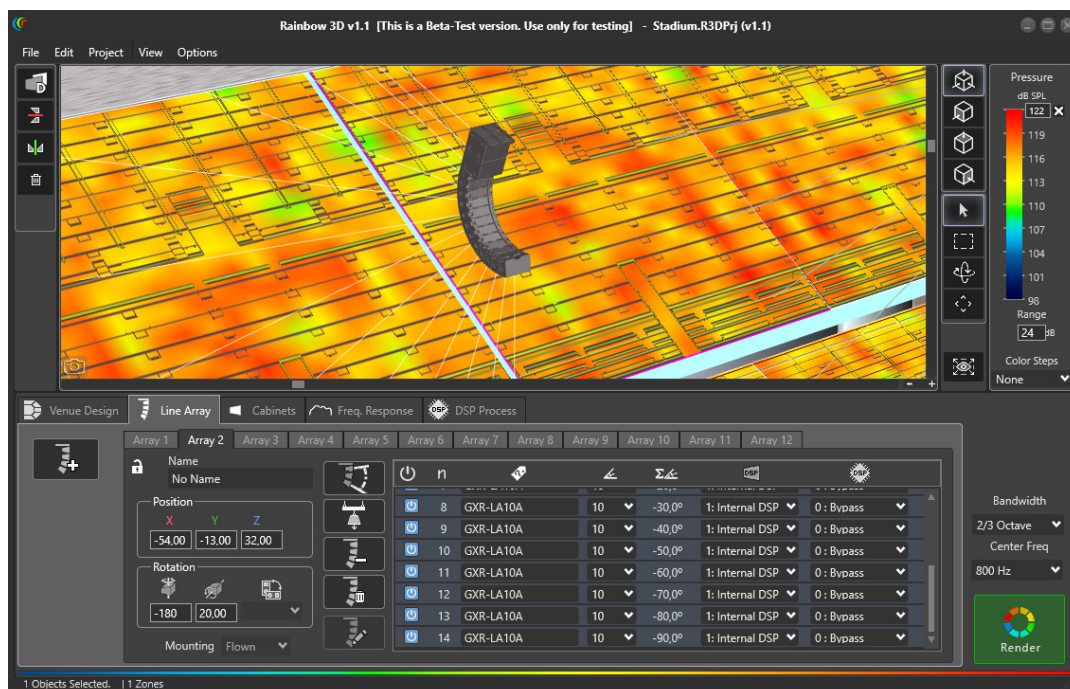 Rainbow 3D v1.1 [This is a Beta-Test version. Use only for testing] - Stadium.R3DPrj (v1.1)
File Edit Project View Options
Pressure
dB SPL
122
119
116
113
110
107
104
101
98
Range
24 dB
Color Steps
None
Venue Design Line Array Cabinets Freq. Response DSP DSP Process
Array 1 Array 2 Array 3 Array 4 Array 5 Array 6 Array 7 Array 8 Array 9 Array 10 Array 11 Array 12
Name
No Name
Position
X Y Z
-54,00 -13,00 32,00
Rotation
-180 20,00
Mounting Flown
n Σ DSP DSP
8 GXR-LA10A 10 -30,0º 1: Internal DSP 0 : Bypass
9 GXR-LA10A 10 -40,0º 1: Internal DSP 0 : Bypass
10 GXR-LA10A 10 -50,0º 1: Internal DSP 0 : Bypass
11 GXR-LA10A 10 -60,0º 1: Internal DSP 0 : Bypass
12 GXR-LA10A 10 -70,0º 1: Internal DSP 0 : Bypass
13 GXR-LA10A 10 -80,0º 1: Internal DSP 0 : Bypass
14 GXR-LA10A 10 -90,0º 1: Internal DSP 0 : Bypass
Bandwidth
2/3 Octave
Center Freq
800 Hz
Render
1 Objects Selected. | 1 Zones